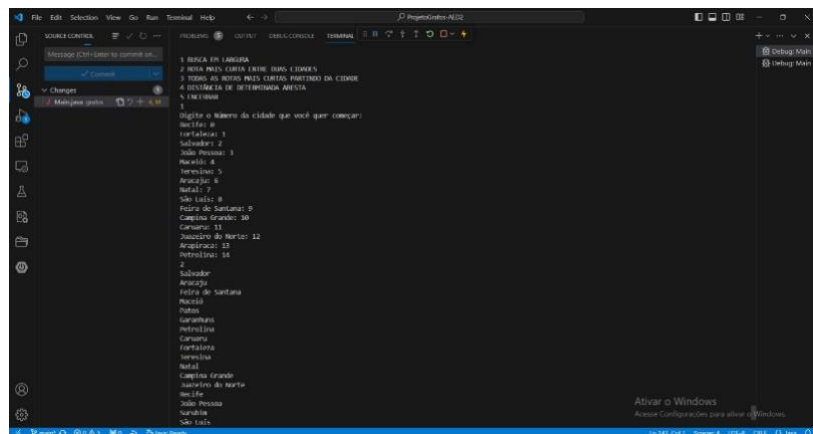 File Edit Selection View Go Run Terminal Help
ProjetoGrafos-AED2
SOURCE CONTROL
PROBLEMS 5 OUTPUT DEBUG CONSOLE TERMINAL
Message (Ctrl+Enter to commit on...
Commit
Changes
Main.java grafos
Debug: Main
Debug: Main
1 BUSCA EM LARGURA
2 ROTA MAIS CURTA ENTRE DUAS CIDADES
3 TODAS AS ROTAS MAIS CURTAS PARTINDO DA CIDADE
4 DISTÂNCIA DE DETERMINADA ARESTA
5 ENCERRAR
1
Digite o Número da cidade que você quer começar:
Recife: 0
Fortaleza: 1
Salvador: 2
João Pessoa: 3
Maceió: 4
Teresina: 5
Aracaju: 6
Natal: 7
São Luís: 8
Feira de Santana: 9
Campina Grande: 10
Caruaru: 11
Juazeiro do Norte: 12
Arapiraca: 13
Petrolina: 14
2
Salvador
Aracaju
Feira de Santana
Maceió
Patos
Garanhuns
Petrolina
Caruaru
Fortaleza
Teresina
Natal
Campina Grande
Juazeiro do Norte
Recife
João Pessoa
Surubim
São Luís
Ativar o Windows
Acesse Configurações para ativar o Windows.